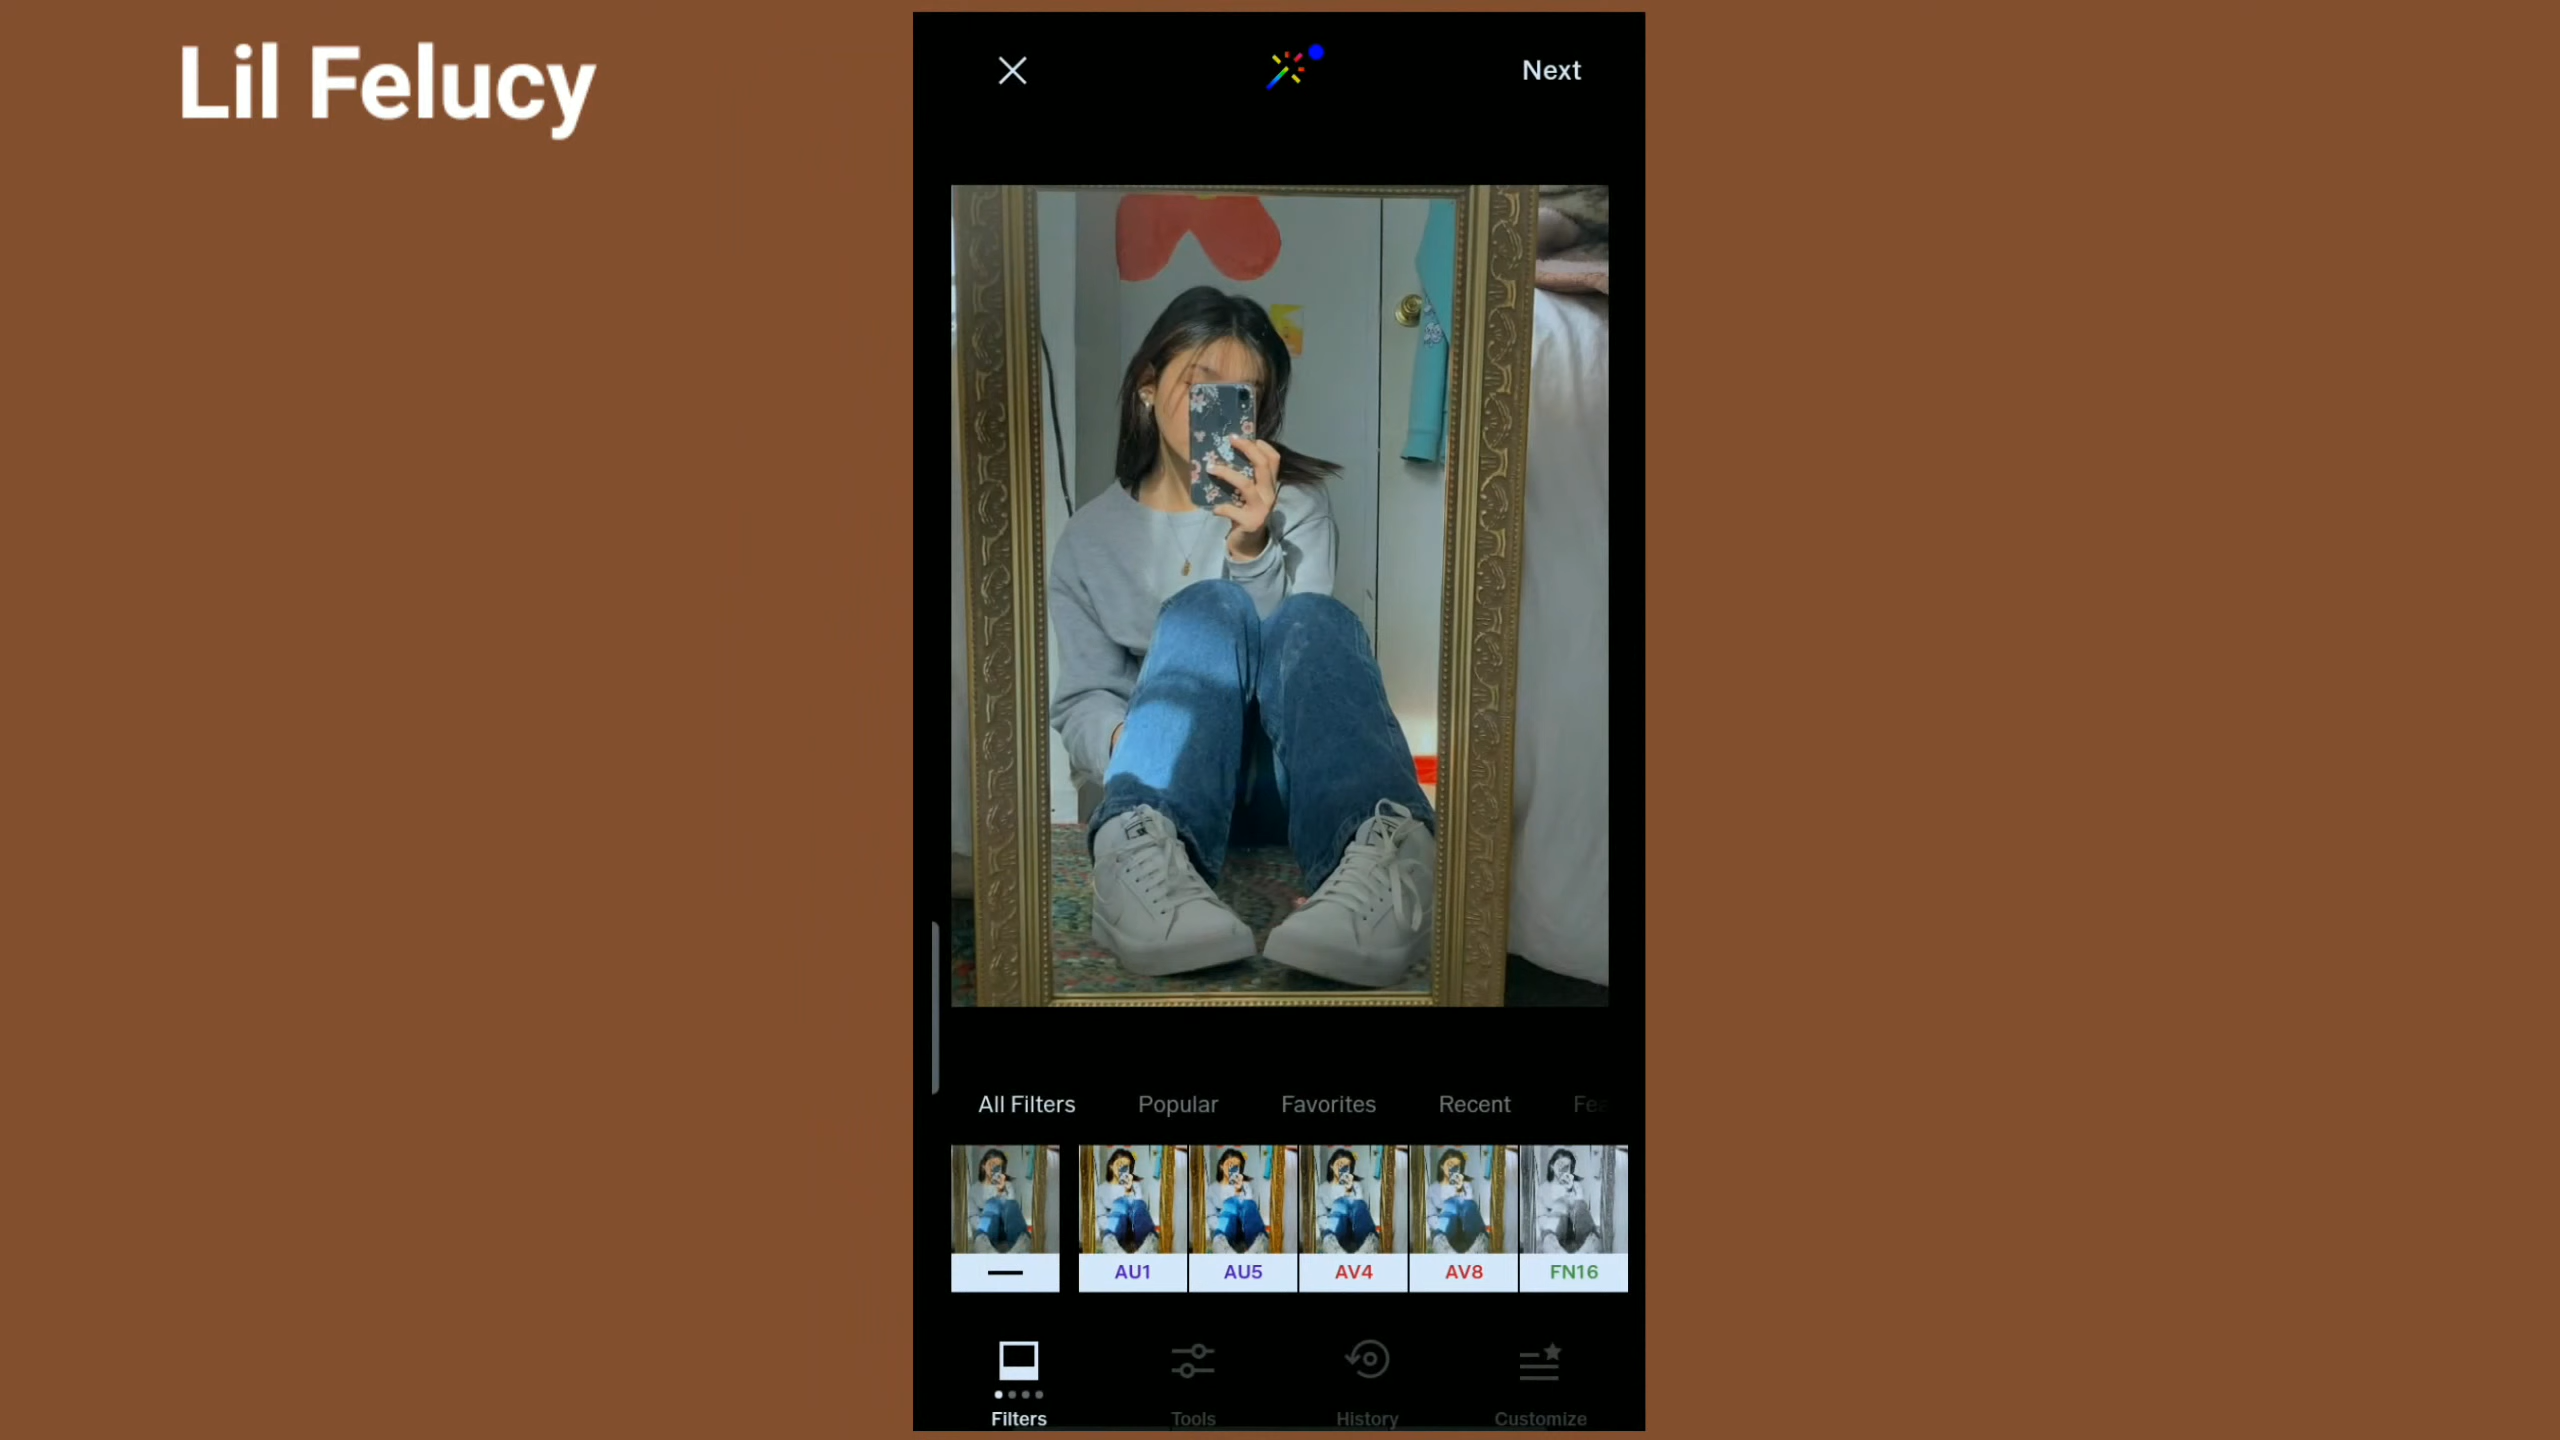 Lil Felucy
Next
All Filters Popular Favorites Recent
AU1 AU5 AV4 AV8 FN16
Filters Tools History Customize